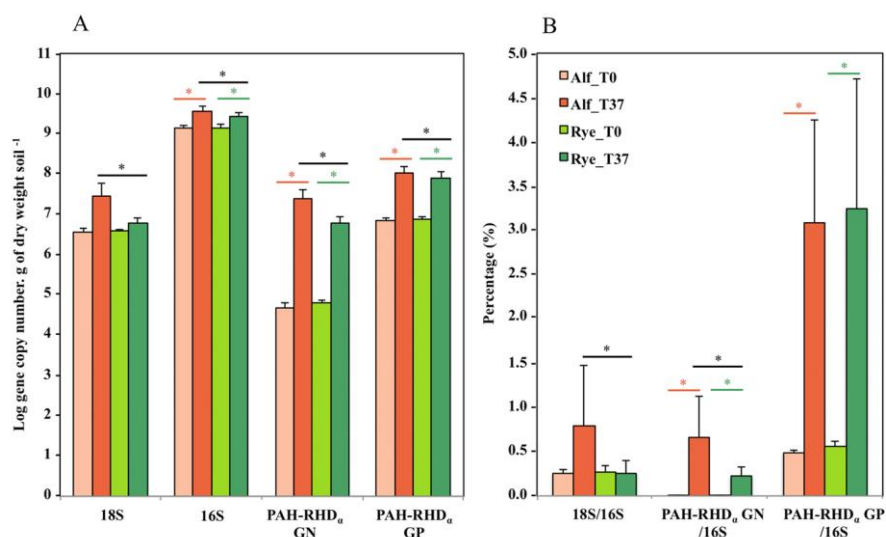 A
Log gene copy number. g of dry weight soil -1
11
10
9
8
7
6
5
4
3
2
1
0
*
*
*
*
*
*
*
*
*
*
18S
16S
PAH-RHDα
GN
PAH-RHDα
GP
B
Percentage (%)
5.0
4.5
4.0
3.5
3.0
2.5
2.0
1.5
1.0
0.5
0.0
Alf_T0
Alf_T37
Rye_T0
Rye_T37
*
*
*
*
*
*
18S/16S
PAH-RHDα GN
/16S
PAH-RHDα GP
/16S